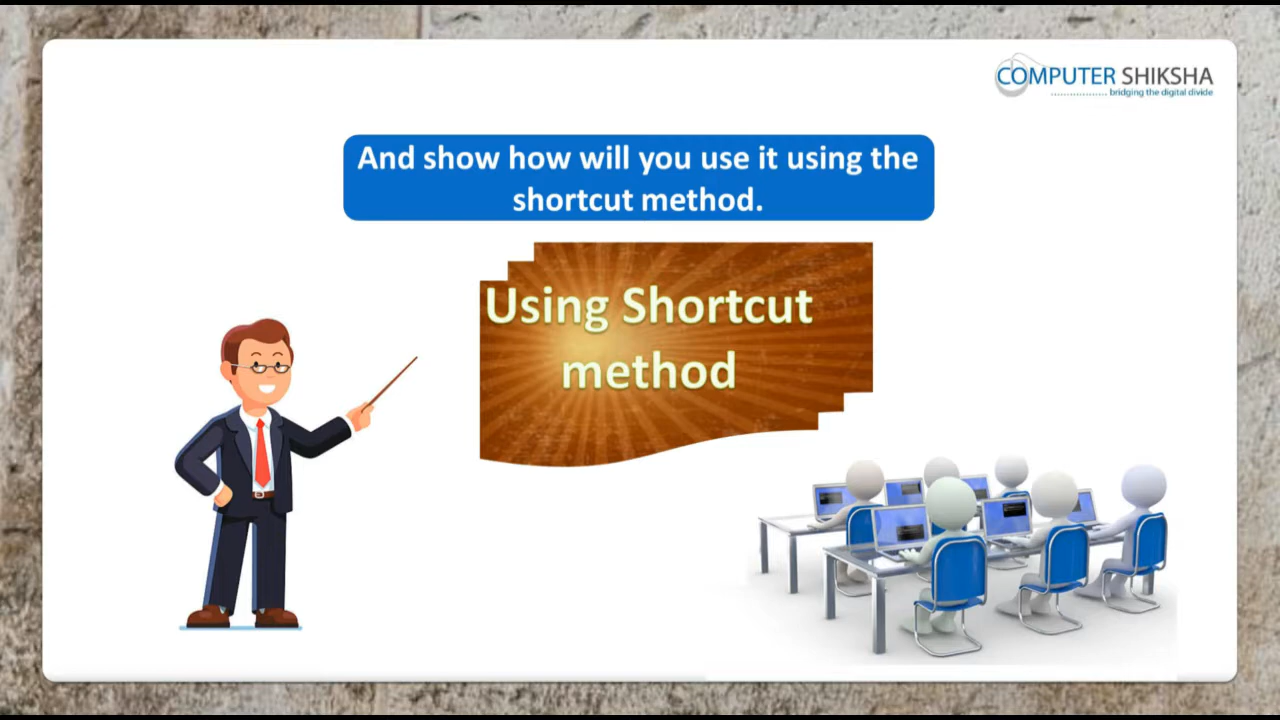 COMPUTER SHIKSHA
bridging the digital divide
And show how will you use it using the
shortcut method.
Using Shortcut
method